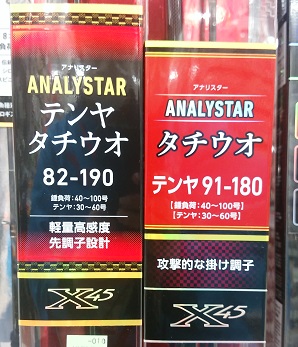 アナリスター
ANALYSTAR
テンヤ
タチウオ
82-190
【錘負荷:40〜100号】
テンヤ:30〜60号】
軽量高感度
先調子設計
X45
アナリスター
ANALYSTAR
タチウオ
テンヤ 91-180
【錘負荷:40〜100号】
【テンヤ:30〜60号】
攻撃的な掛け調子
X45